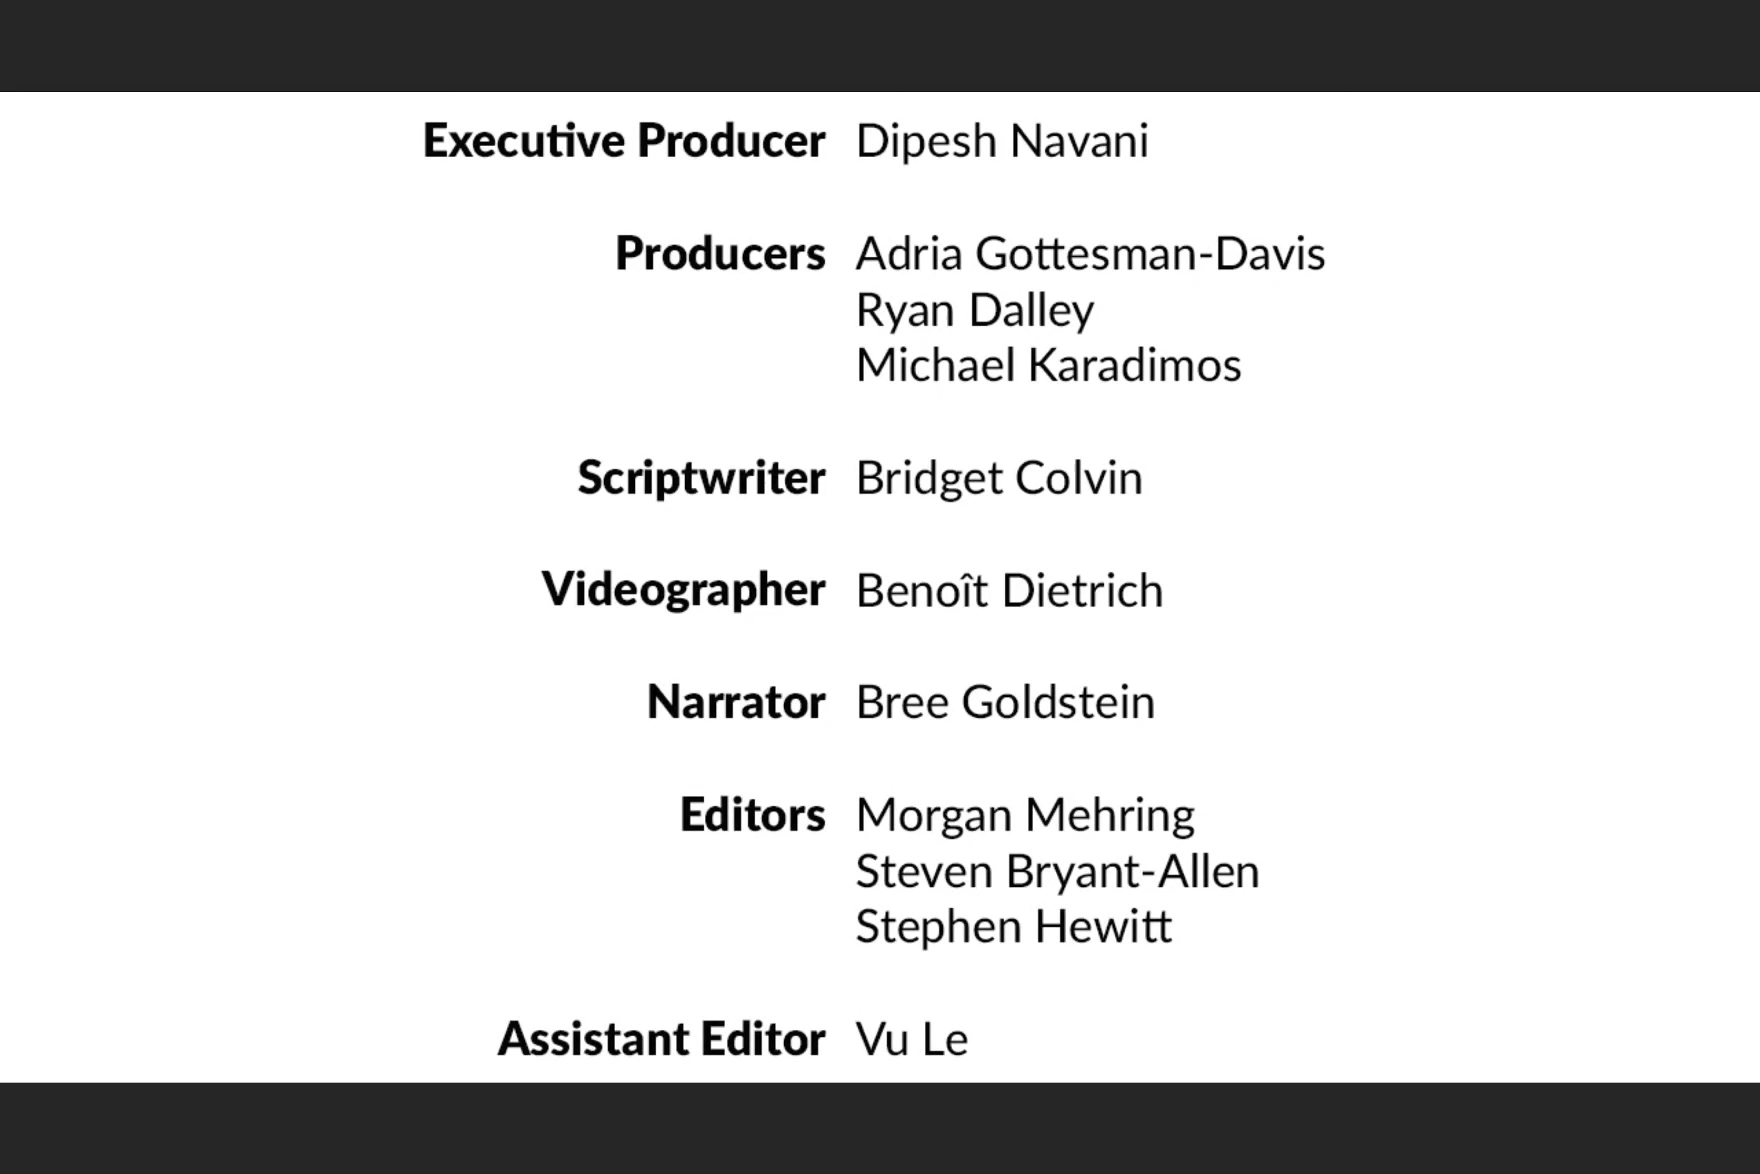 Executive Producer Dipesh Navani
Producers Adria Gottesman-Davis
Ryan Dalley
Michael Karadimos
Scriptwriter Bridget Colvin
Videographer Benoît Dietrich
Narrator Bree Goldstein
Editors Morgan Mehring
Steven Bryant-Allen
Stephen Hewitt
Assistant Editor Vu Le